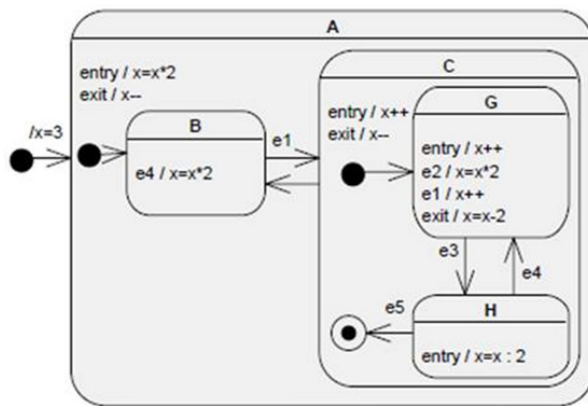 A
entry / x=x*2
exit / x--
/x=3
B
e4 / x=x*2
e1
C
entry / x++
exit / x--
G
entry / x++
e2 / x=x*2
e1 / x++
exit / x=x-2
e3
e4
e5
H
entry / x=x : 2